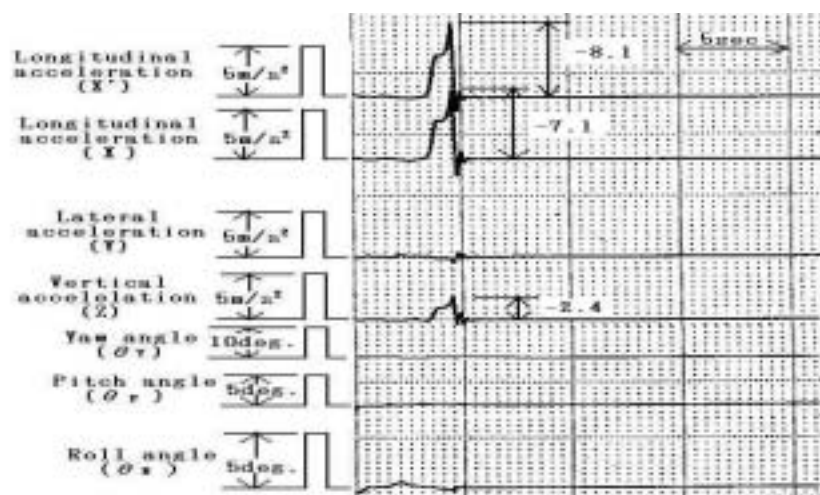 Longitudinal
acceleration
(X')
5m/s²
-8.1
5sec
Longitudinal
acceleration
(X)
5m/s²
-7.1
Lateral
acceleration
(Y)
5m/s²
Vertical
accelelation
(Z)
5m/s²
-2.4
Yaw angle
10deg.
Pitch angle
5deg.
Roll angle
5deg.